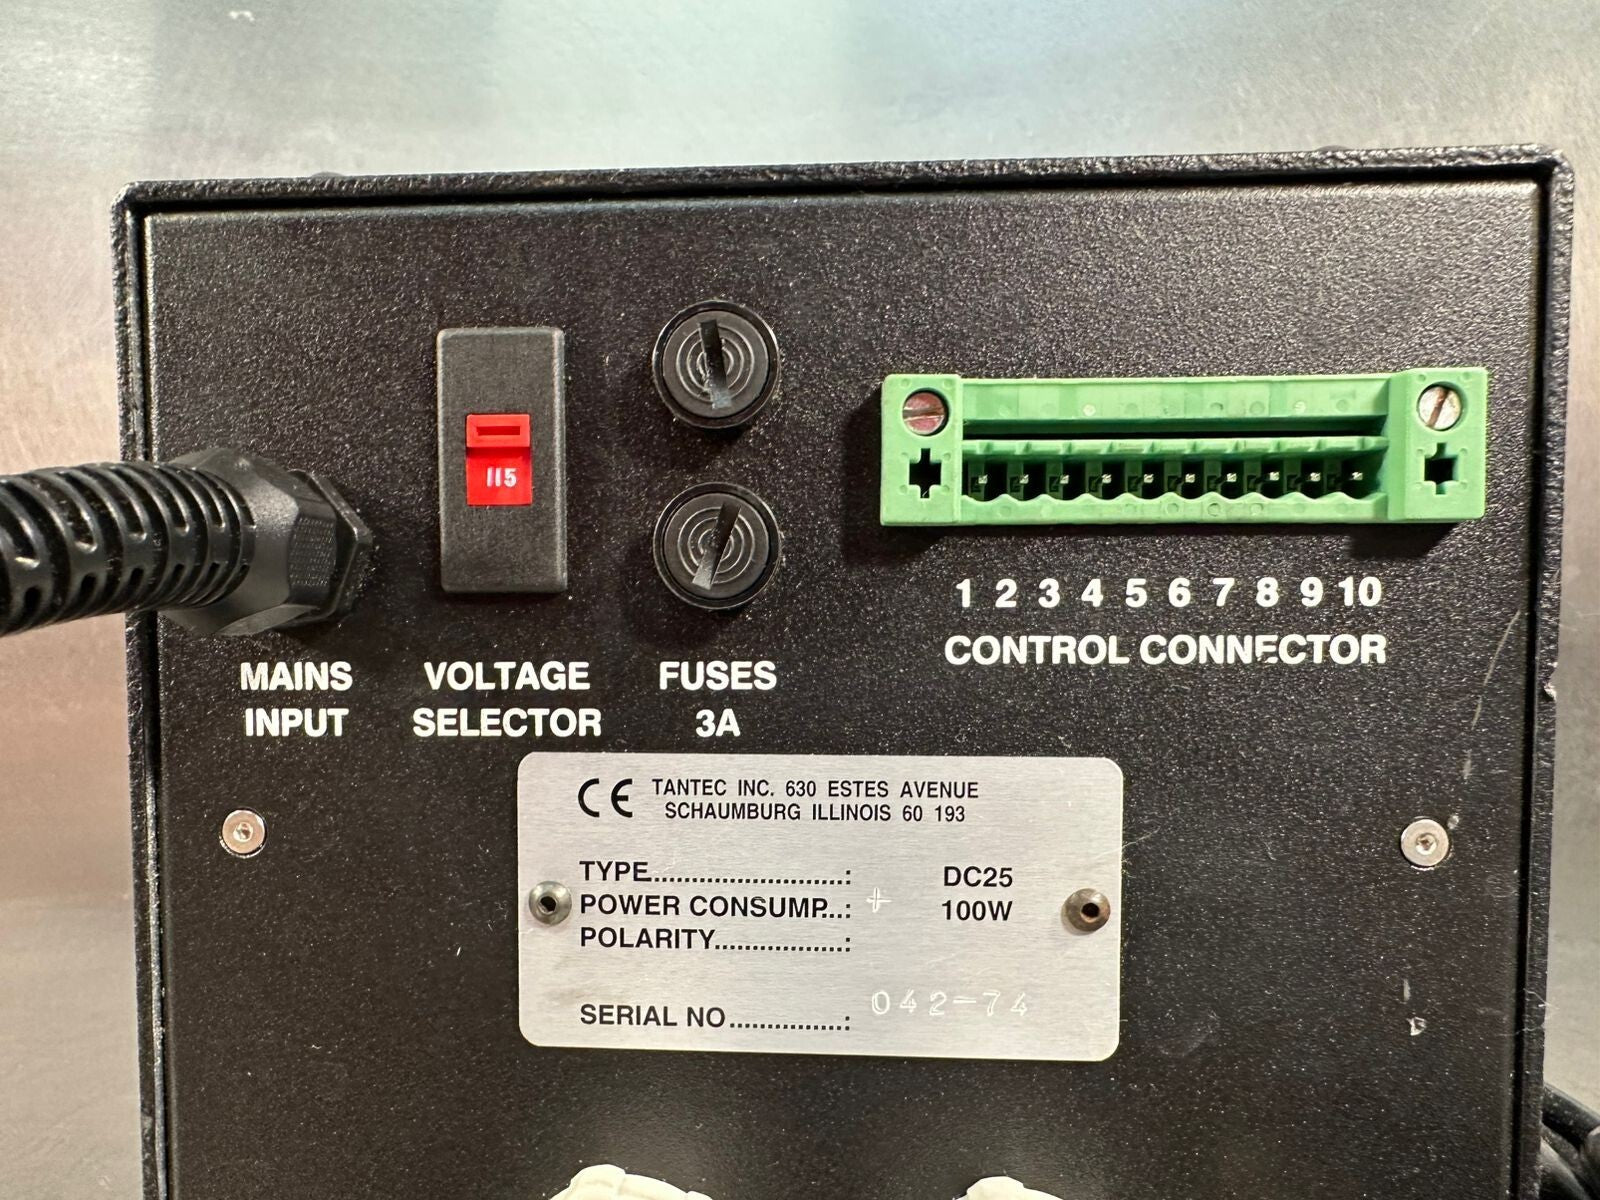 115
1 2 3 4 5 6 7 8 9 10
CONTROL CONNECTOR
MAINS
INPUT
VOLTAGE
SELECTOR
FUSES
3A
CE TANTEC INC. 630 ESTES AVENUE
SCHAUMBURG ILLINOIS 60 193
TYPE..........................: DC25
POWER CONSUMP...: + 100W
POLARITY.................:
SERIAL NO ...............: 042-74